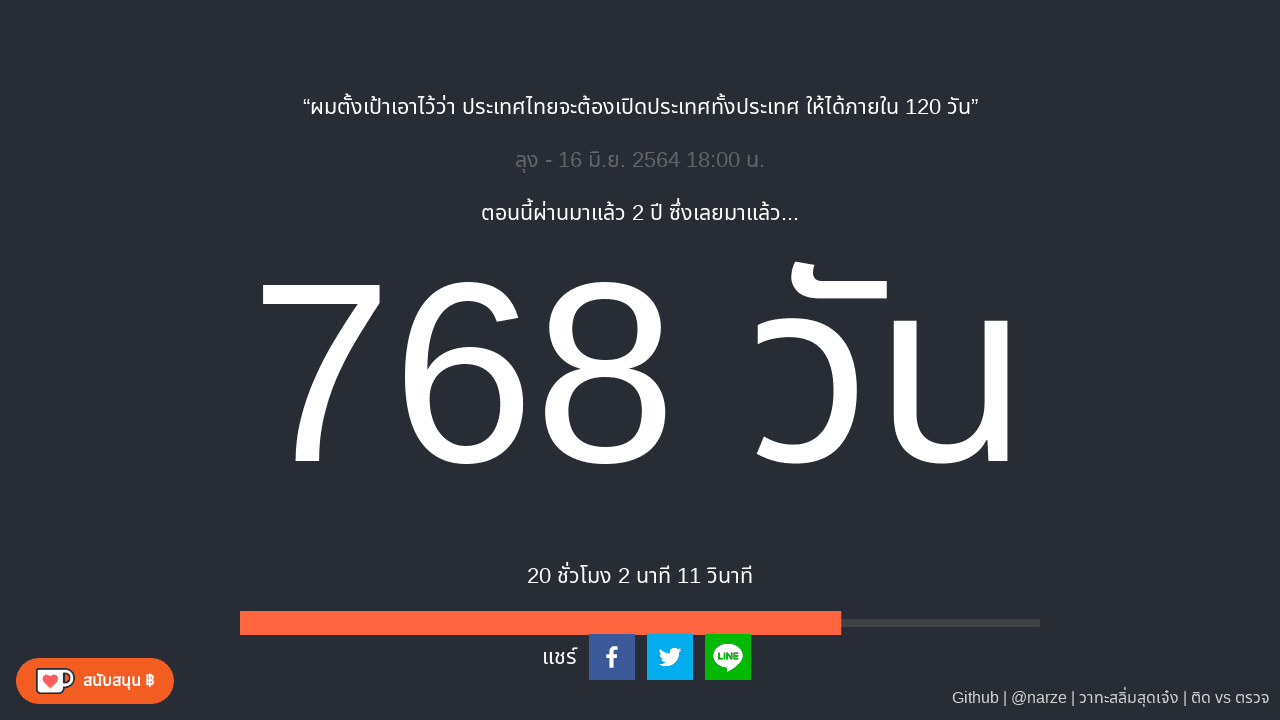 “ผมตั้งเป้าเอาไว้ว่า ประเทศไทยจะต้องเปิดประเทศทั้งประเทศ ให้ได้ภายใน 120 วัน”
ลุง - 16 มิ.ย. 2564 18:00 น.
ตอนนี้ผ่านมาแล้ว 2 ปี ซึ่งเลยมาแล้ว...
768 วัน
20 ชั่วโมง 2 นาที 11 วินาที
แชร์
LINE
สนับสนุน ฿
Github | @narze | วาทะสลิ่มสุดเจ๋ง | ติด vs ตรวจ